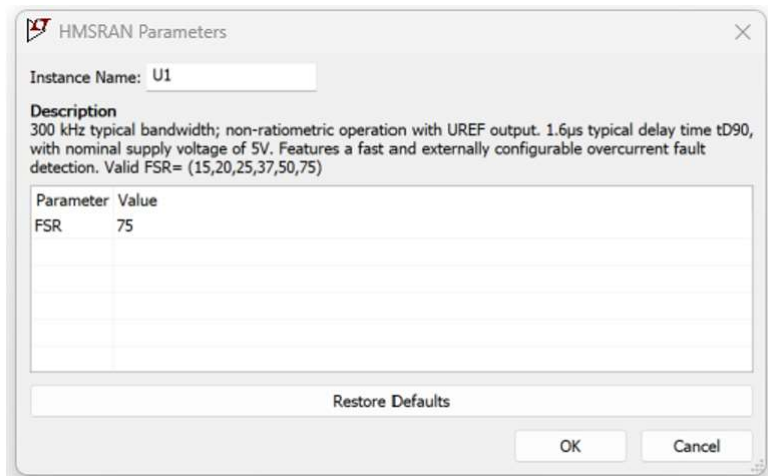 HMSRAN Parameters
Instance Name: U1
Description
300 kHz typical bandwidth; non-ratiometric operation with UREF output. 1.6µs typical delay time tD90,
with nominal supply voltage of 5V. Features a fast and externally configurable overcurrent fault
detection. Valid FSR= (15,20,25,37,50,75)
Parameter Value
FSR 75
Restore Defaults
OK Cancel